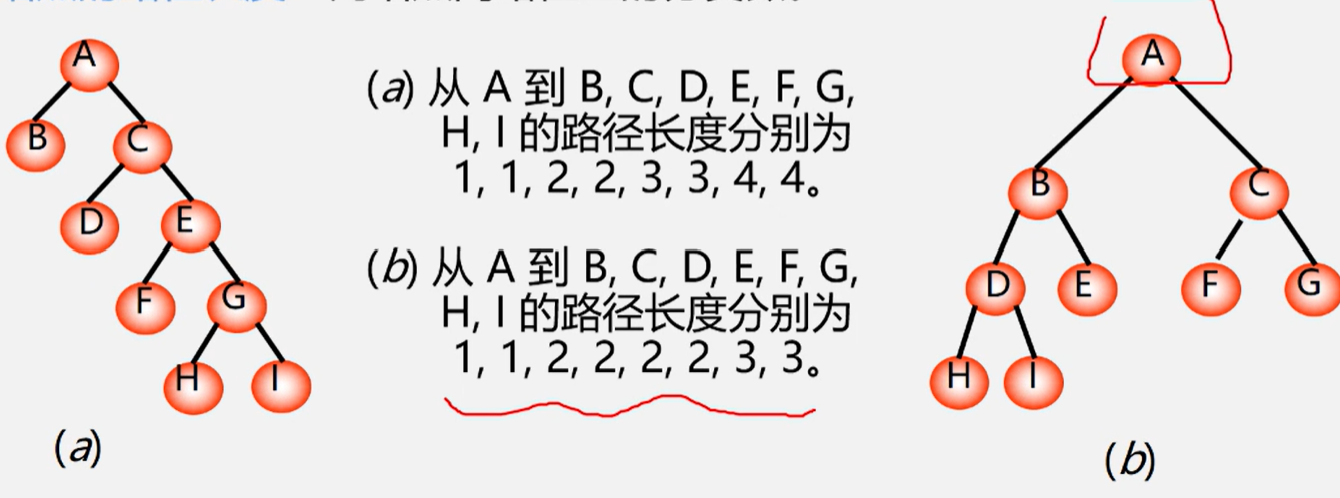 A
B
C
D
E
F
G
H
I
(a)
(a) 从 A 到 B, C, D, E, F, G,
H, I 的路径长度分别为
1, 1, 2, 2, 3, 3, 4, 4。
(b) 从 A 到 B, C, D, E, F, G,
H, I 的路径长度分别为
1, 1, 2, 2, 2, 2, 3, 3。
A
B
C
D
E
F
G
H
I
(b)